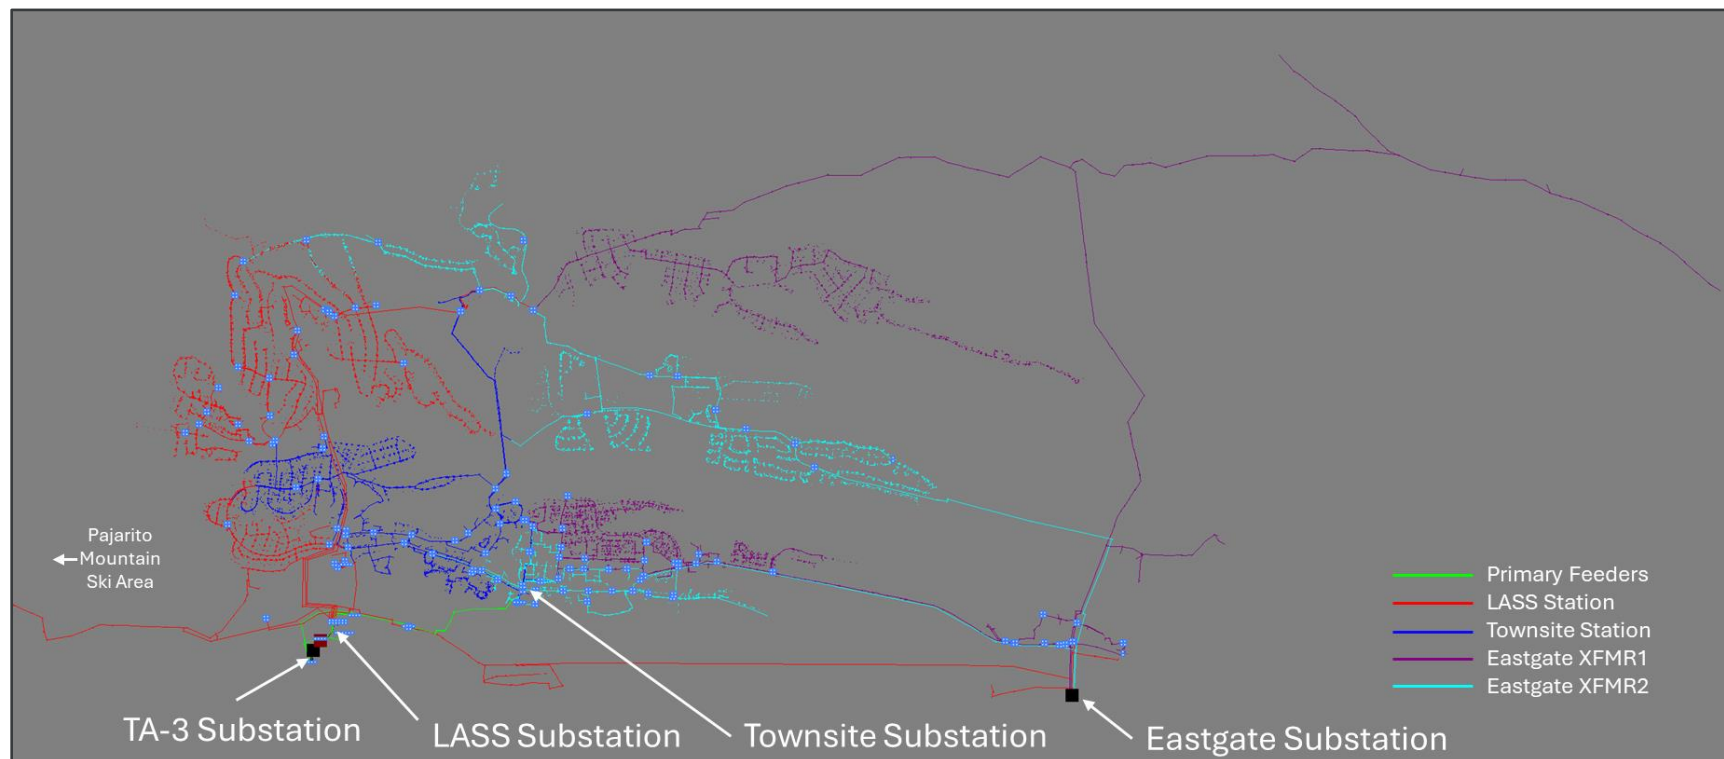 Pajarito
Mountain
Ski Area
Primary Feeders
LASS Station
Townsite Station
Eastgate XFMR1
Eastgate XFMR2
TA-3 Substation
LASS Substation
Townsite Substation
Eastgate Substation